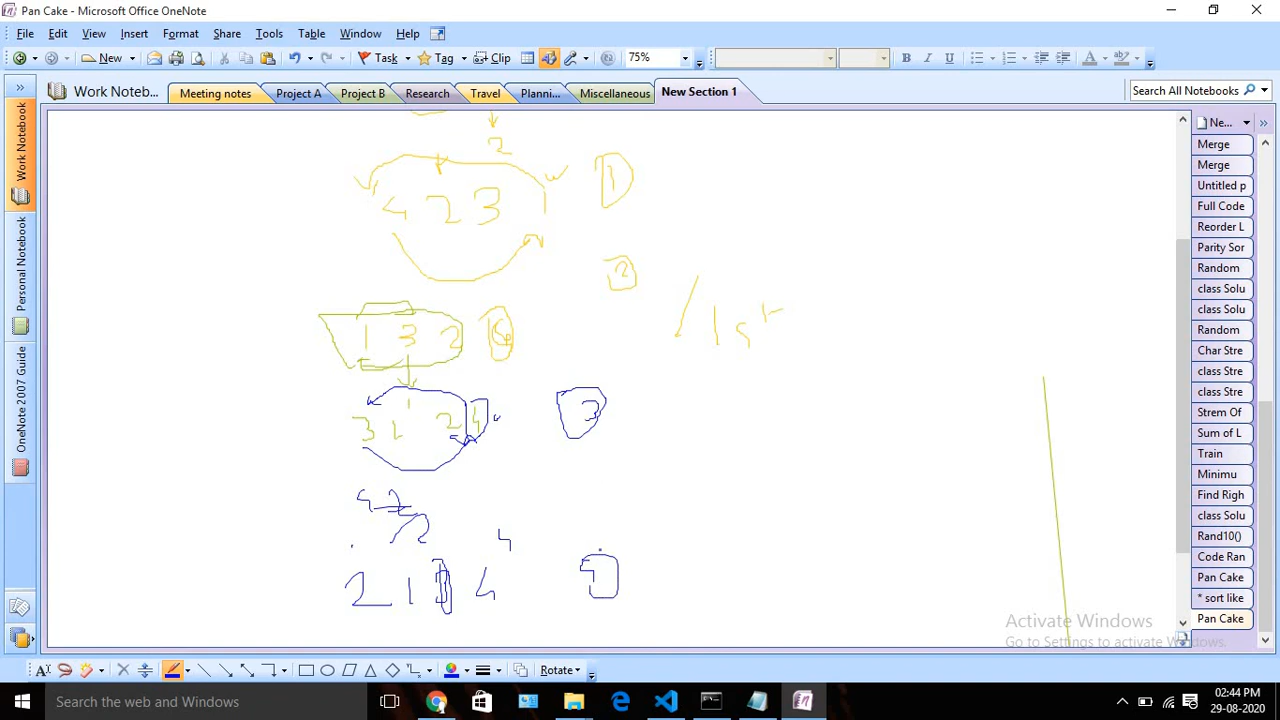 Pan Cake - Microsoft Office OneNote
File Edit View Insert Format Share Tools Table Window Help
New Task Tag Clip 75% B I U ab
Work Noteb... Meeting notes Project A Project B Research Travel Planni... Miscellaneous New Section 1 Search All Notebooks
Work Notebook
Personal Notebook
OneNote 2007 Guide
Ne...
Merge
Merge
Untitled p
Full Code
Reorder L
Parity Sor
Random
class Solu
class Solu
Random
Char Stre
class Stre
class Stre
Strem Of
Sum of L
Train
Minimu
Find Righ
class Solu
Rand10()
Code Ran
Pan Cake
* sort like
Pan Cake
2
4 2 3 1 1
2
1 3 2
1st
3 1 2 4 3
4
2 1 3 4
Activate Windows
Go to Settings to activate Windows.
A Rotate
Search the web and Windows
02:44 PM
29-08-2020